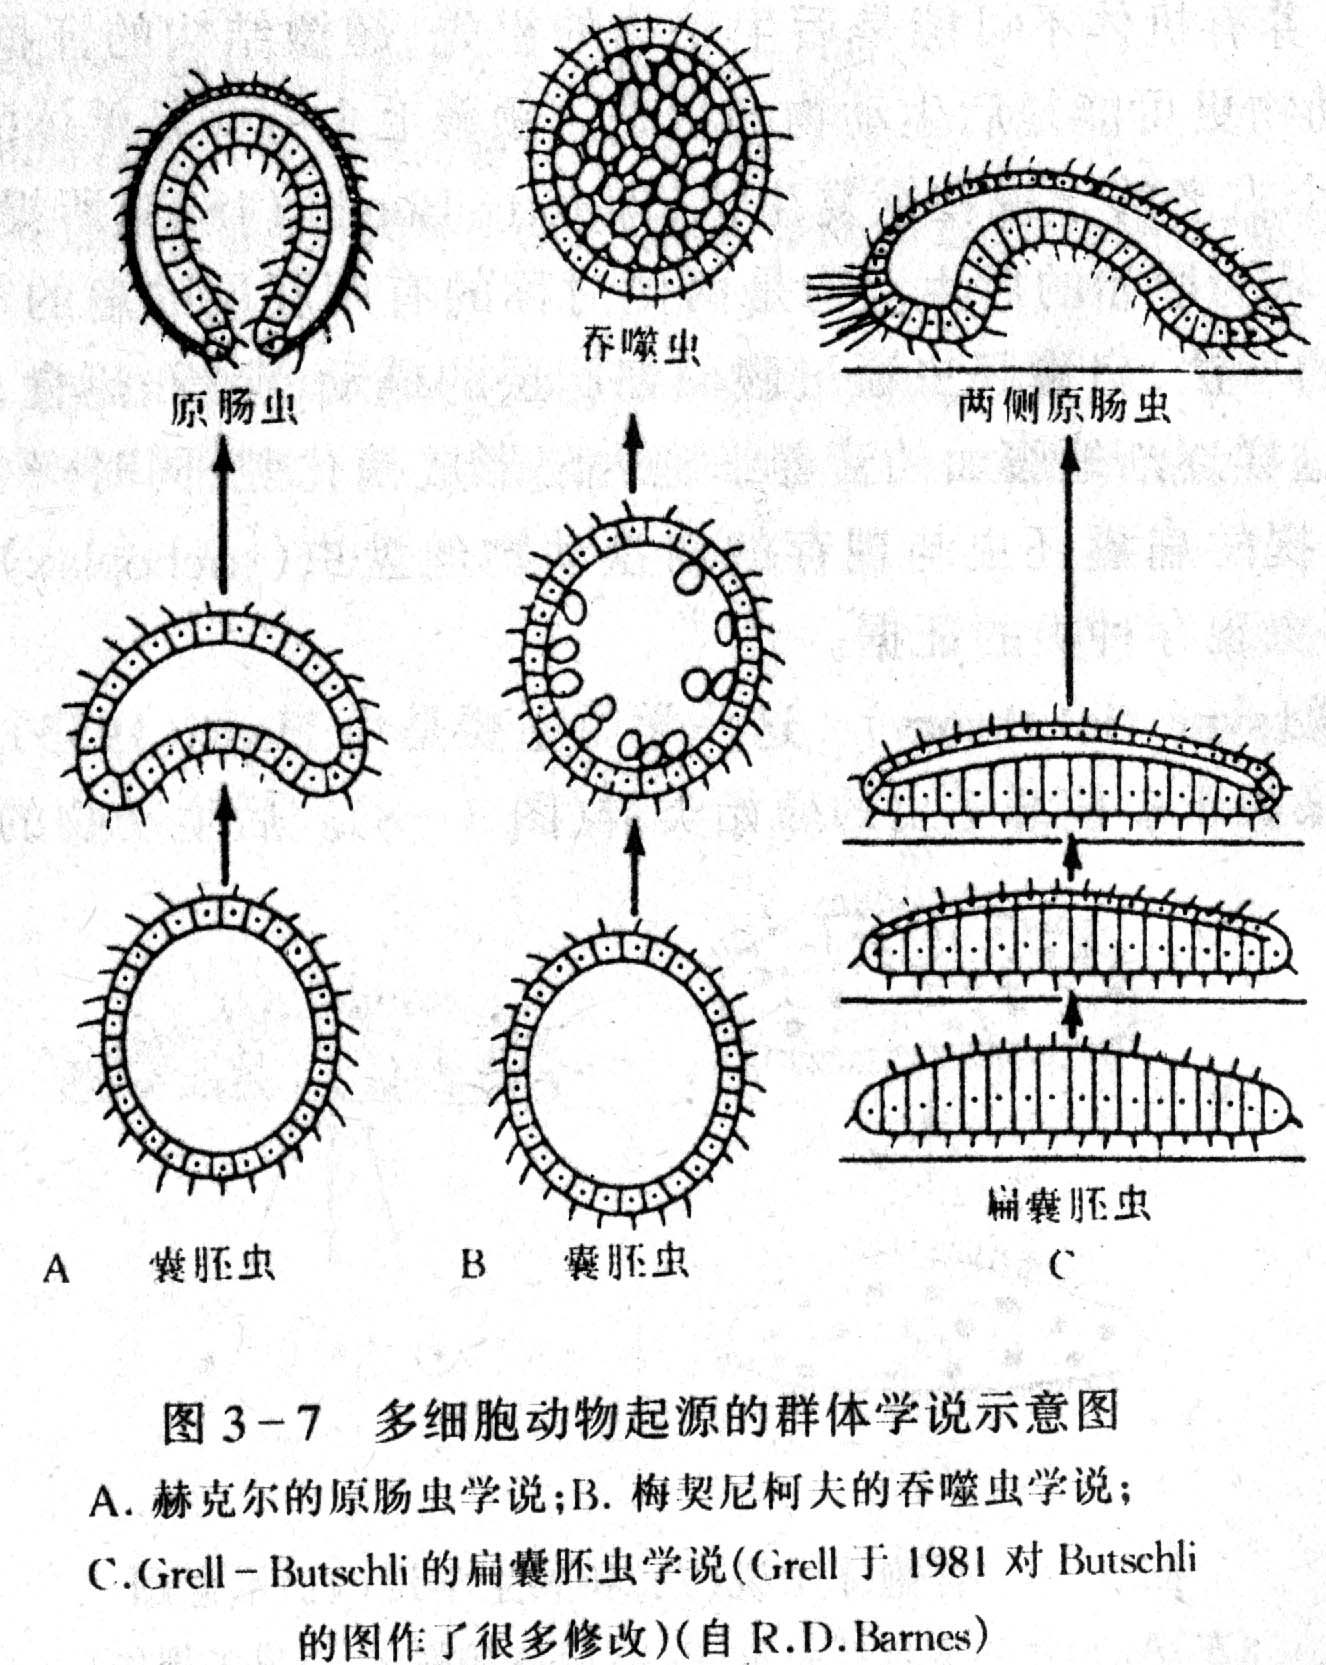 吞噬虫
原肠虫
两侧原肠虫
扁囊胚虫
A 囊胚虫 B 囊胚虫 C
图 3-7 多细胞动物起源的群体学说示意图
A. 赫克尔的原肠虫学说;B. 梅契尼柯夫的吞噬虫学说;
C.Grell-Butschli 的扁囊胚虫学说(Grell 于 1981 对 Butschli
的图作了很多修改)(自 R.D.Barnes)